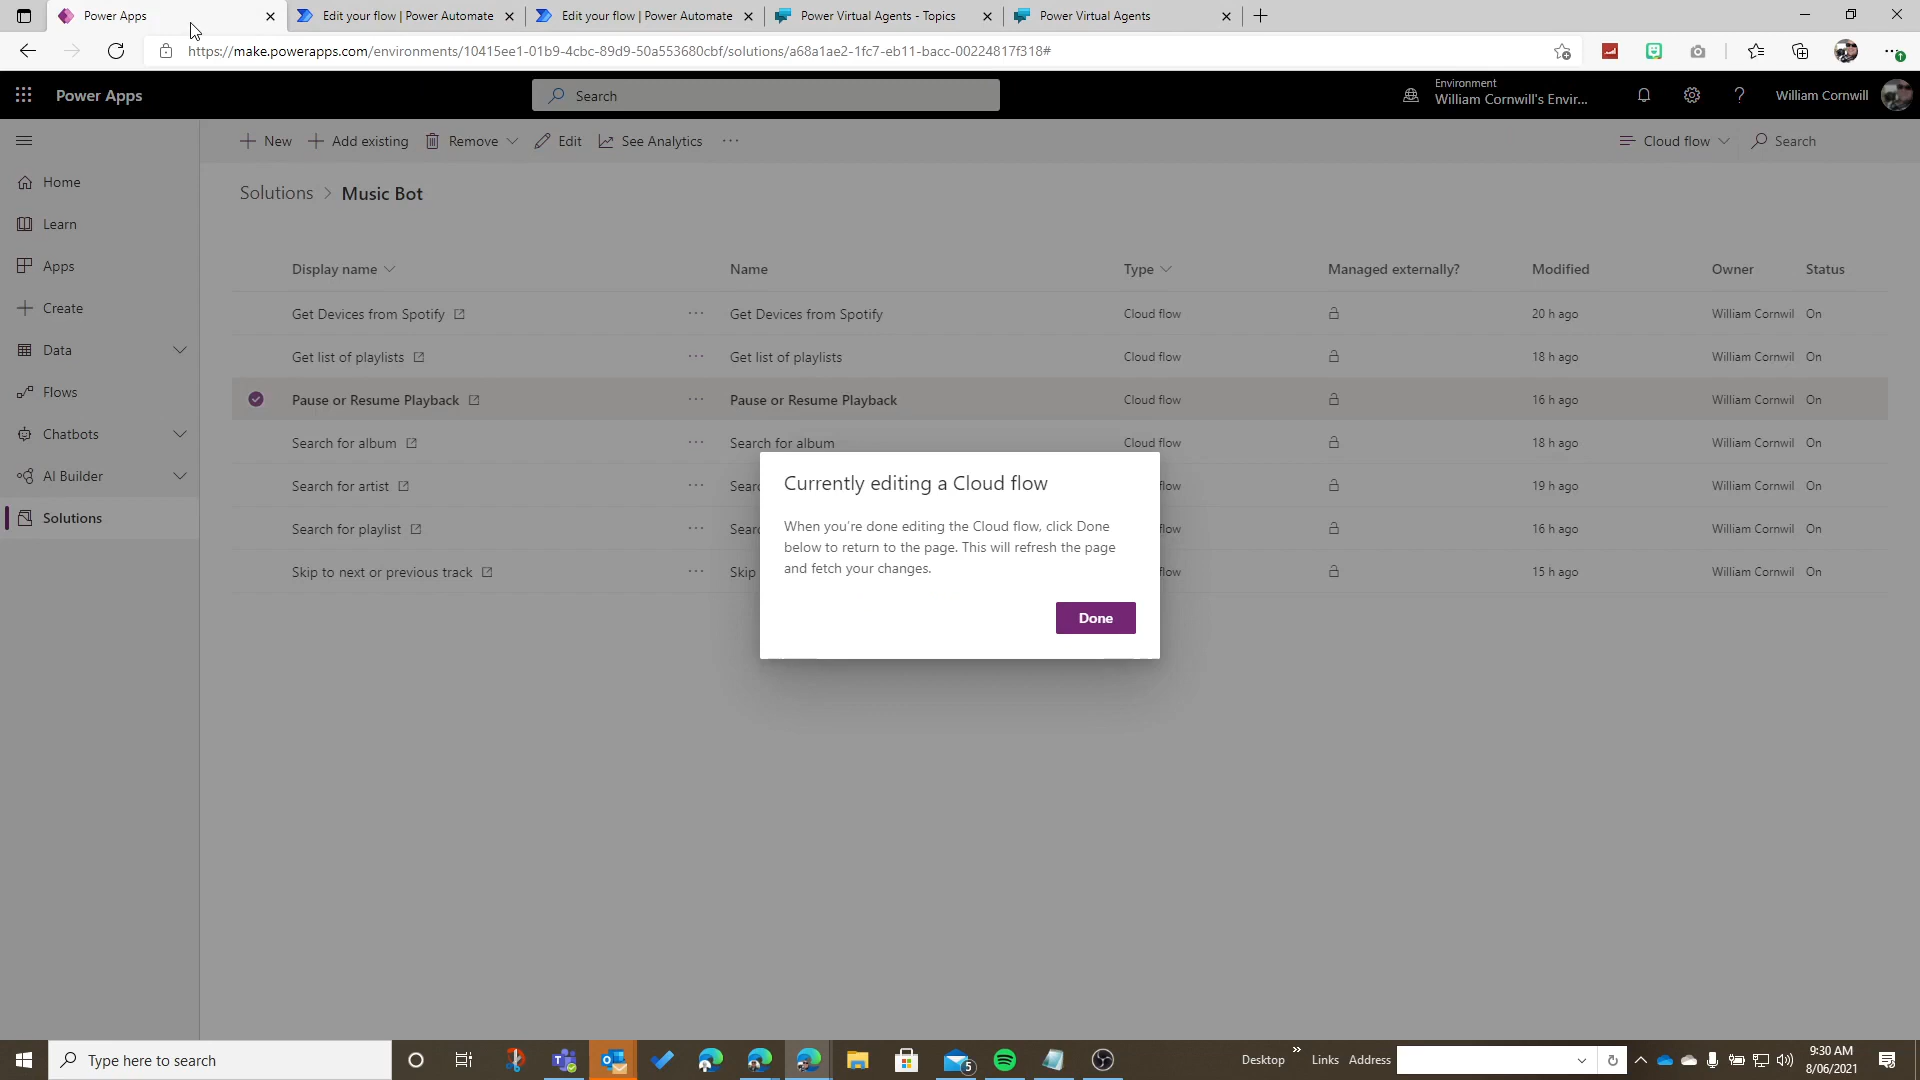 Power Apps
Edit your flow | Power Automate
Edit your flow | Power Automate
Power Virtual Agents - Topics
Power Virtual Agents
https://make.powerapps.com/environments/10415ee1-01b9-4cbc-89d9-50a553680cbf/solutions/a68a1ae2-1fc7-eb11-bacc-00224817f318#
Power Apps
Search
Environment
William Cornwill's Envir...
William Cornwill
New
Add existing
Remove
Edit
See Analytics
Cloud flow
Search
Home
Learn
Apps
Create
Data
Flows
Chatbots
AI Builder
Solutions
Solutions > Music Bot
Display name Name Type Managed externally? Modified Owner Status
Get Devices from Spotify ... Get Devices from Spotify Cloud flow 20 h ago William Cornwil On
Get list of playlists ... Get list of playlists Cloud flow 18 h ago William Cornwil On
Pause or Resume Playback ... Pause or Resume Playback Cloud flow 16 h ago William Cornwil On
Search for album ... Search for album Cloud flow 18 h ago William Cornwil On
Search for artist ... Sear flow 19 h ago William Cornwil On
Search for playlist ... Sear flow 16 h ago William Cornwil On
Skip to next or previous track ... Skip flow 15 h ago William Cornwil On
Currently editing a Cloud flow
When you're done editing the Cloud flow, click Done
below to return to the page. This will refresh the page
and fetch your changes.
Done
Type here to search
5
Desktop
Links
Address
9:30 AM
8/06/2021